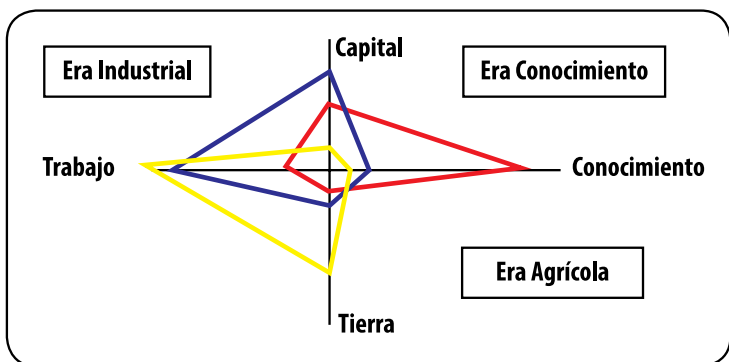 Capital
Era Industrial
Era Conocimiento
Trabajo
Conocimiento
Era Agrícola
Tierra